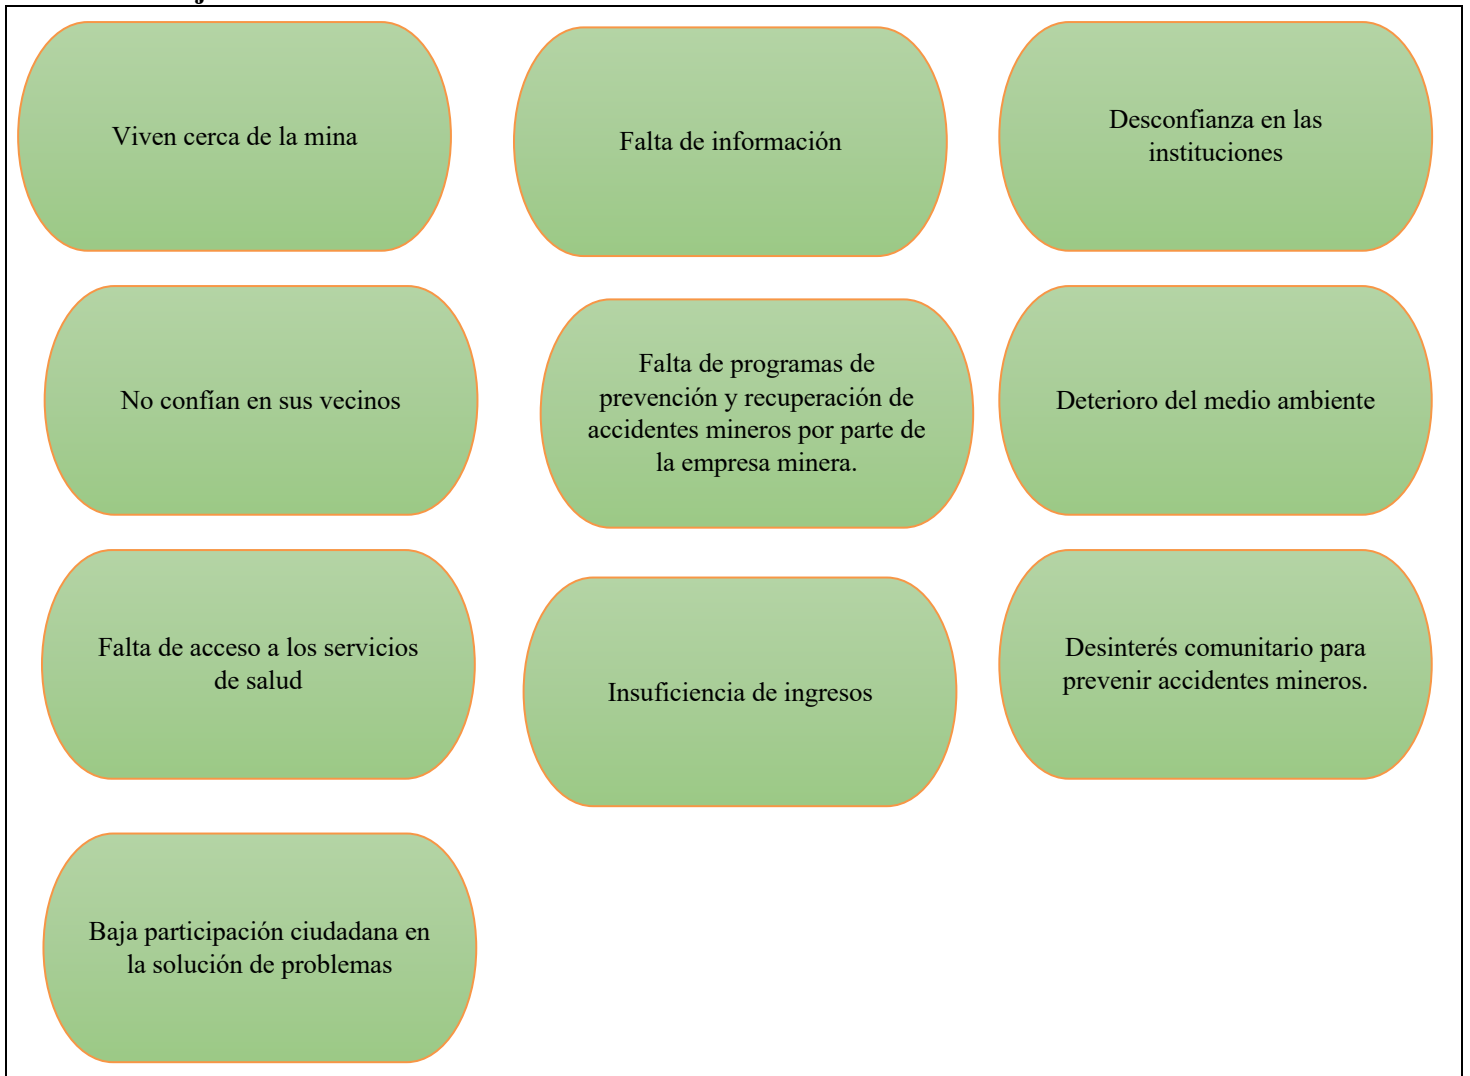 Viven cerca de la mina
Falta de información
Desconfianza en las
instituciones
No confían en sus vecinos
Falta de programas de
prevención y recuperación de
accidentes mineros por parte de
la empresa minera.
Deterioro del medio ambiente
Falta de acceso a los servicios
de salud
Insuficiencia de ingresos
Desinterés comunitario para
prevenir accidentes mineros.
Baja participación ciudadana en
la solución de problemas